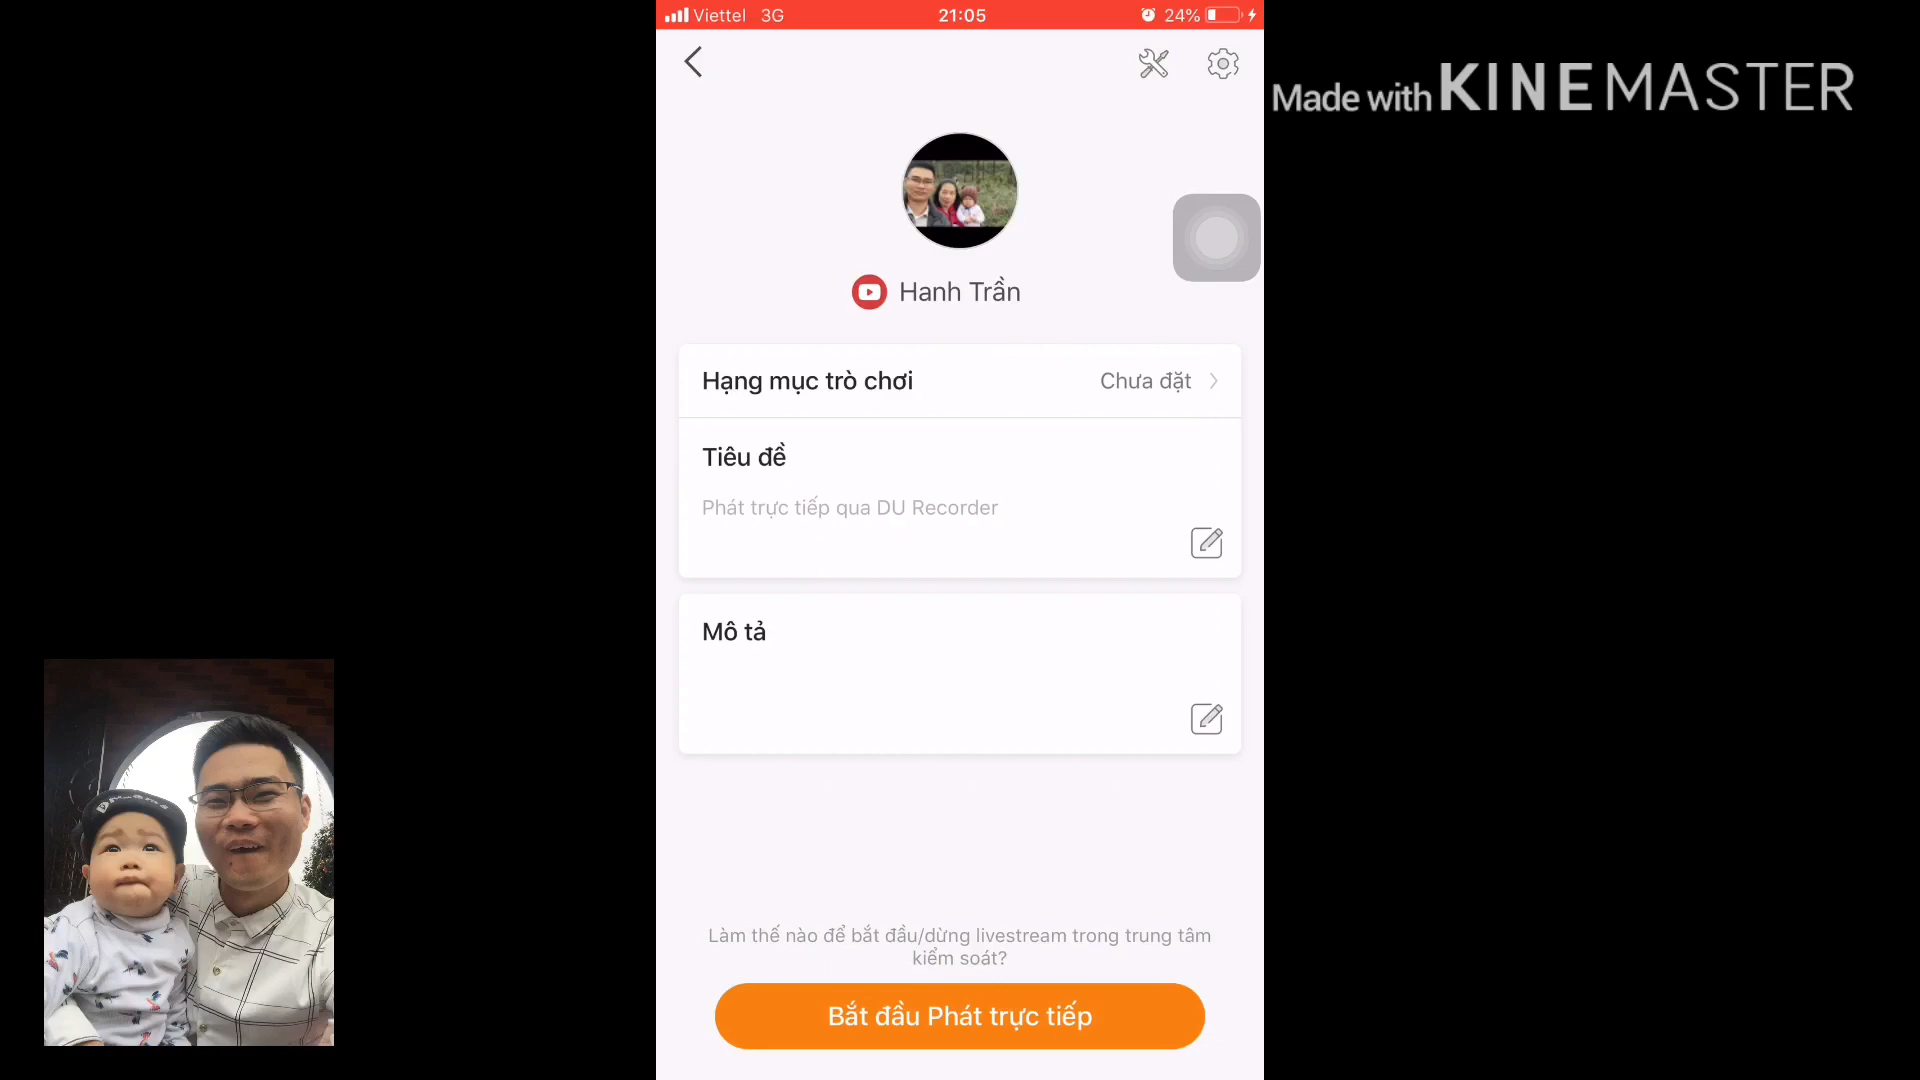 Viettel 3G 21:05 24%
Made with KINEMASTER
Hanh Trần
Hạng mục trò chơi Chưa đặt
Tiêu đề
Phát trực tiếp qua DU Recorder
Mô tả
Làm thế nào để bắt đầu/dừng livestream trong trung tâm
kiểm soát?
Bắt đầu Phát trực tiếp